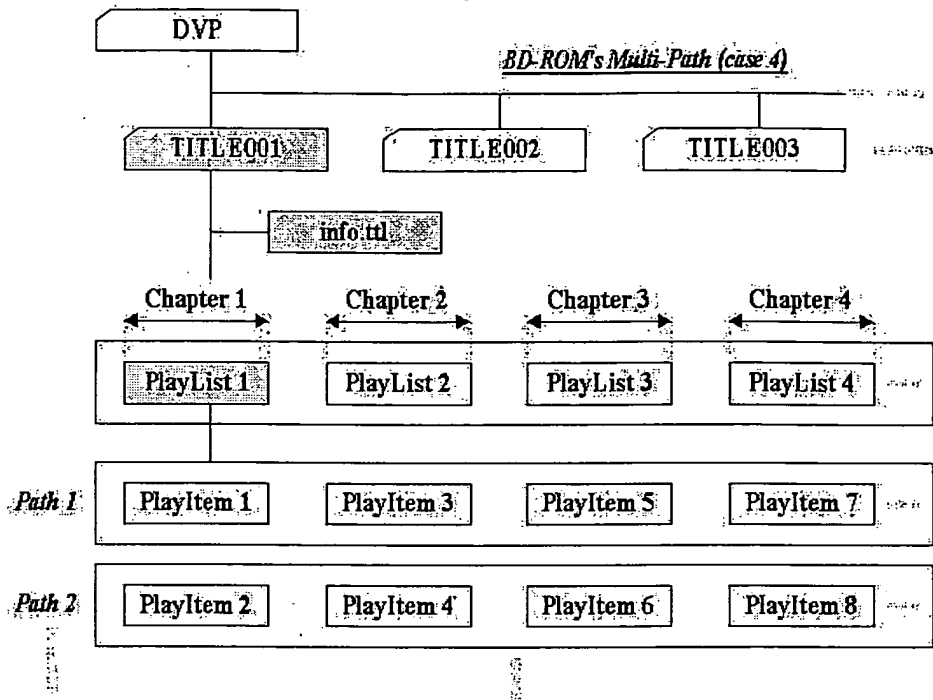 DVP
BD-ROM's Multi-Path (case 4)
TITLE001 TITLE002 TITLE003
info.ttl
Chapter 1 Chapter 2 Chapter 3 Chapter 4
PlayList 1 PlayList 2 PlayList 3 PlayList 4
Path 1 PlayItem 1 PlayItem 3 PlayItem 5 PlayItem 7
Path 2 PlayItem 2 PlayItem 4 PlayItem 6 PlayItem 8